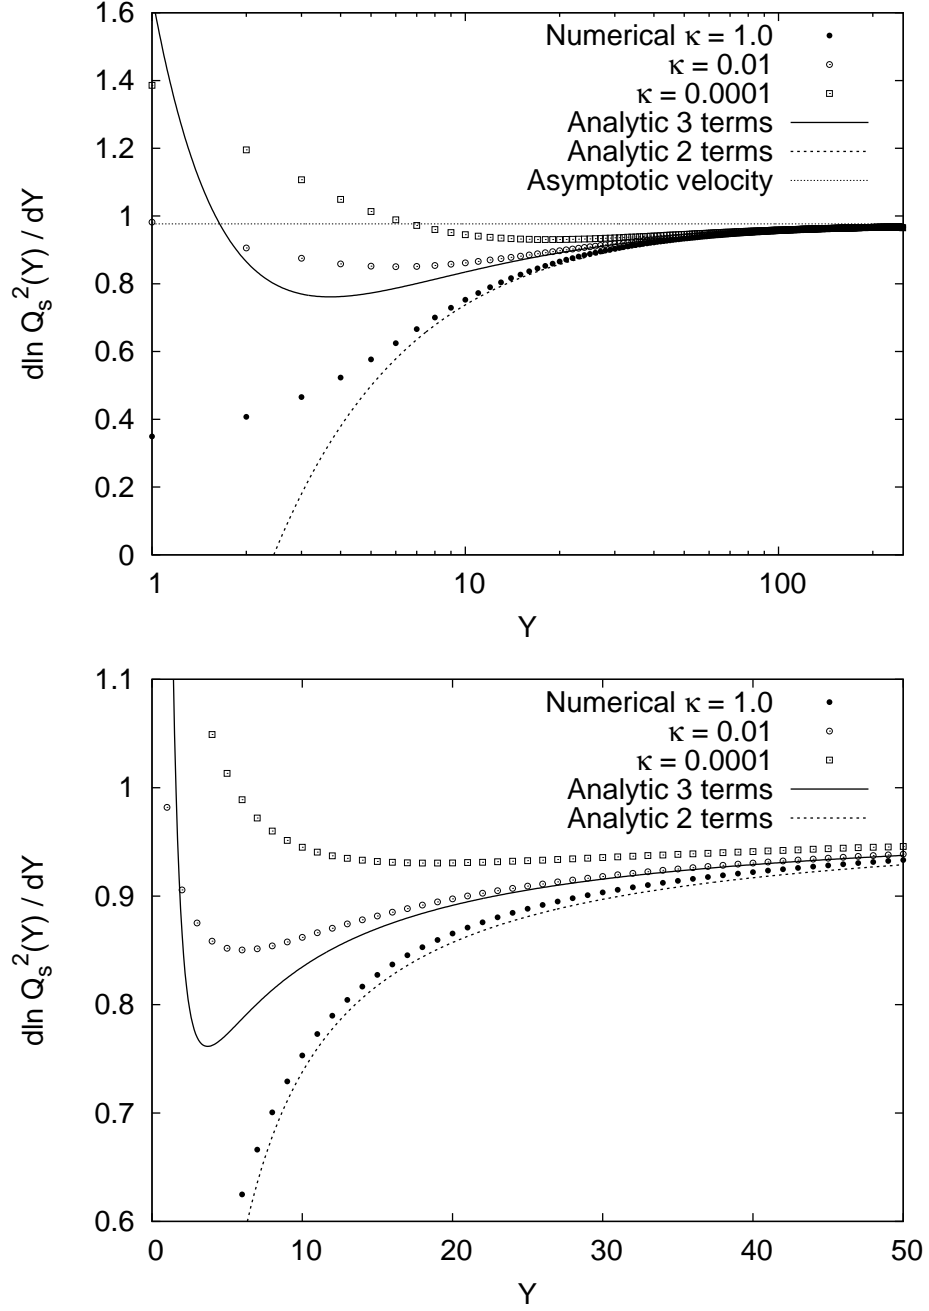 1.6
1.4
1.2
1
0.8
0.6
0.4
0.2
0
dln Q_s^2(Y) / dY
Numerical κ = 1.0
κ = 0.01
κ = 0.0001
Analytic 3 terms
Analytic 2 terms
Asymptotic velocity
1 10 100
Y
1.1
1
0.9
0.8
0.7
0.6
dln Q_s^2(Y) / dY
Numerical κ = 1.0
κ = 0.01
κ = 0.0001
Analytic 3 terms
Analytic 2 terms
0 10 20 30 40 50
Y